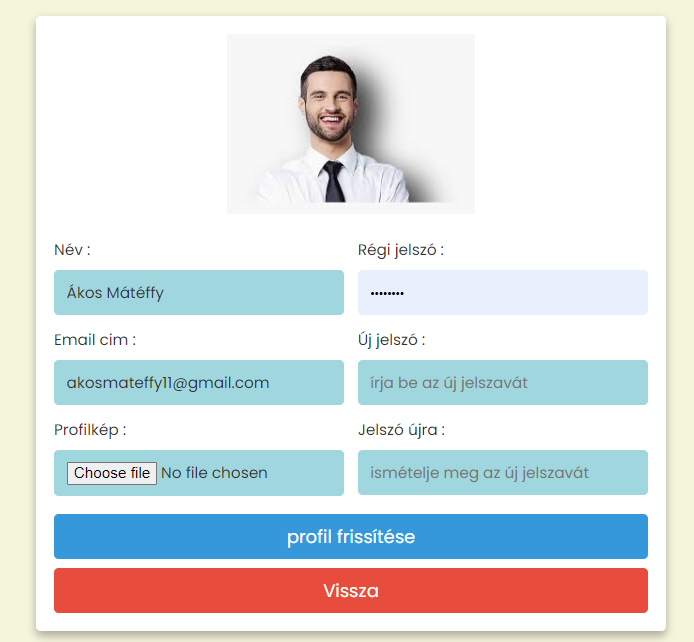 Név :
Ákos Mátéffy
Email cim :
akosmateffy11@gmail.com
Profilkép :
Choose file No file chosen
Régi jelszó :
••••••••
Új jelszó :
írja be az új jelszavát
Jelszó újra :
ismételje meg az új jelszavát
profil frissítése
Vissza